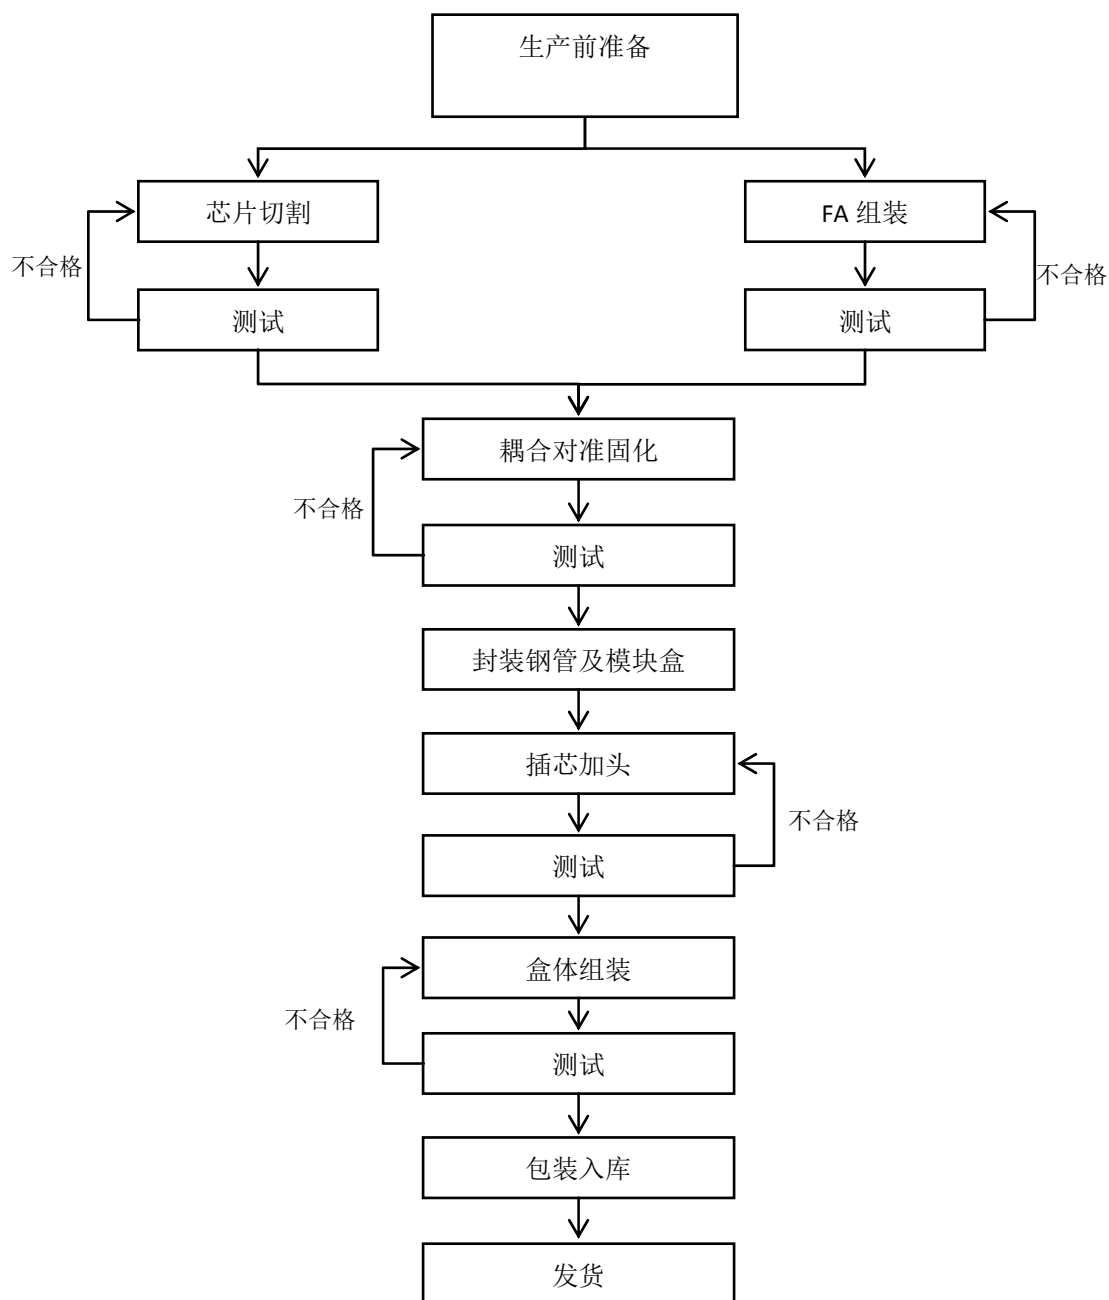 生产前准备
芯片切割
FA 组装
不合格
不合格
测试
测试
耦合对准固化
不合格
测试
封装钢管及模块盒
插芯加头
不合格
测试
盒体组装
不合格
测试
包装入库
发货